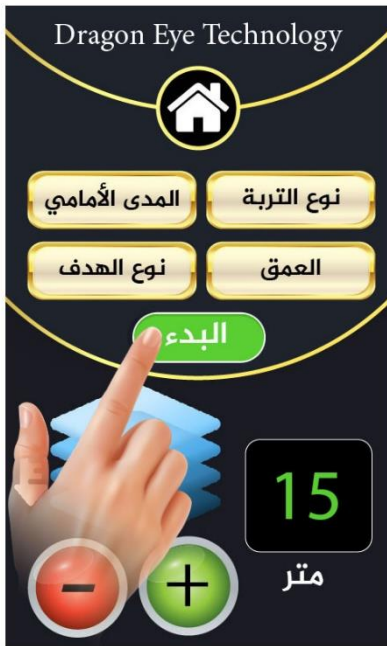 Dragon Eye Technology
نوع التربة المدى الأمامي
العمق نوع الهدف
البدء
15
متر
- +